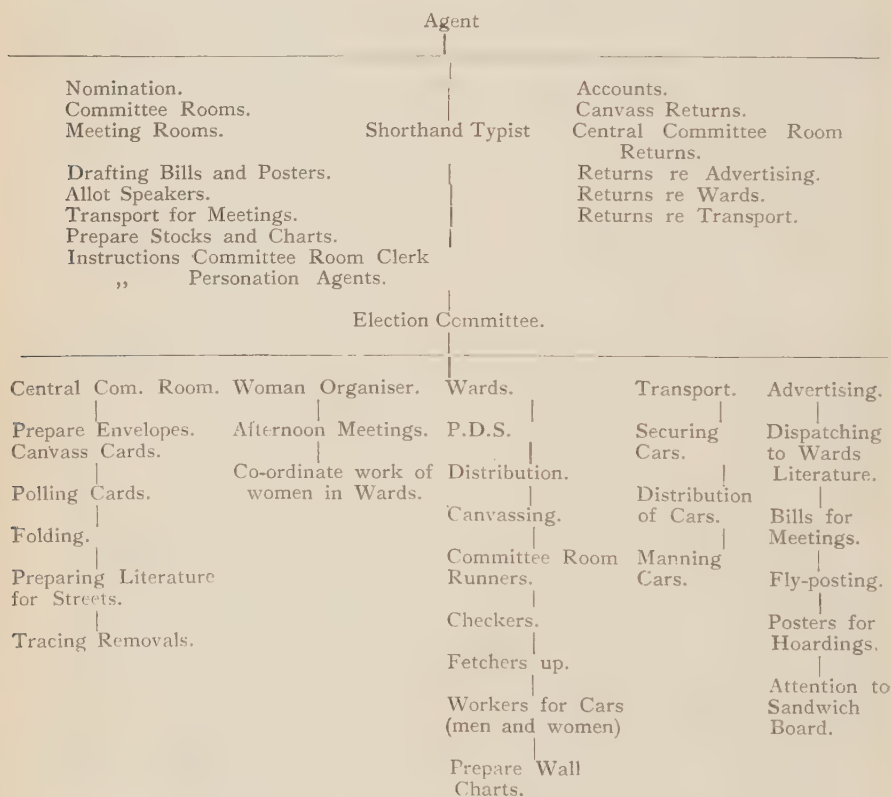 Agent
Nomination.
Committee Rooms.
Meeting Rooms.
Drafting Bills and Posters.
Allot Speakers.
Transport for Meetings.
Prepare Stocks and Charts.
Instructions Committee Room Clerk
,, Personation Agents.
Shorthand Typist
Accounts.
Canvass Returns.
Central Committee Room
Returns.
Returns re Advertising.
Returns re Wards.
Returns re Transport.
Election Committee.
Central Com. Room.
Prepare Envelopes.
Canvass Cards.
Polling Cards.
Folding.
Preparing Literature
for Streets.
Tracing Removals.
Woman Organiser.
Afternoon Meetings.
Co-ordinate work of
women in Wards.
Wards.
P.D.S.
Distribution.
Canvassing.
Committee Room
Runners.
Checkers.
Fetchers up.
Workers for Cars
(men and women)
Prepare Wall
Charts.
Transport.
Securing
Cars.
Distribution
of Cars.
Manning
Cars.
Advertising.
Dispatching
to Wards
Literature.
Bills for
Meetings.
Fly-posting.
Posters for
Hoardings.
Attention to
Sandwich
Board.